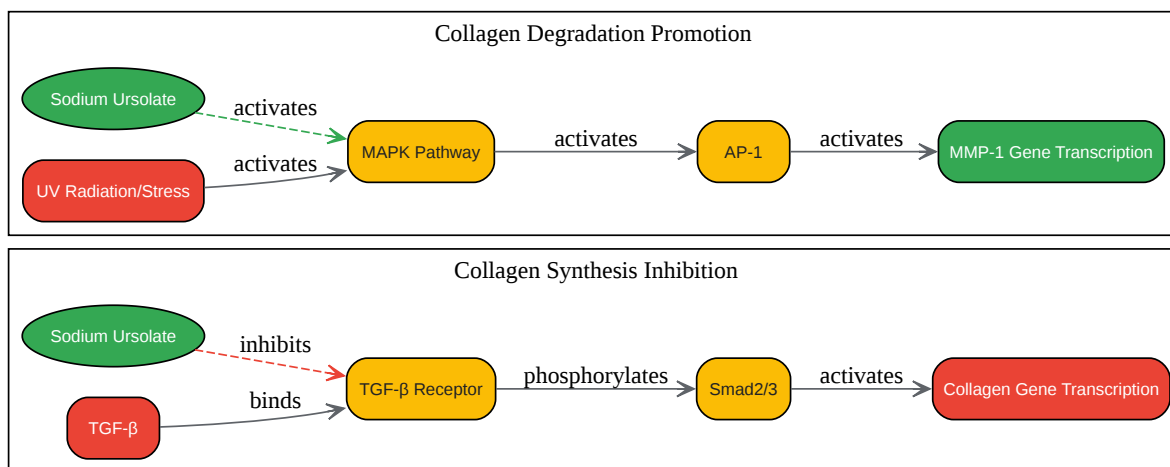 Collagen Degradation Promotion
Sodium Ursolate
activates
UV Radiation/Stress
activates
MAPK Pathway
activates
AP-1
activates
MMP-1 Gene Transcription
Collagen Synthesis Inhibition
Sodium Ursolate
inhibits
TGF-β
binds
TGF-β Receptor
phosphorylates
Smad2/3
activates
Collagen Gene Transcription